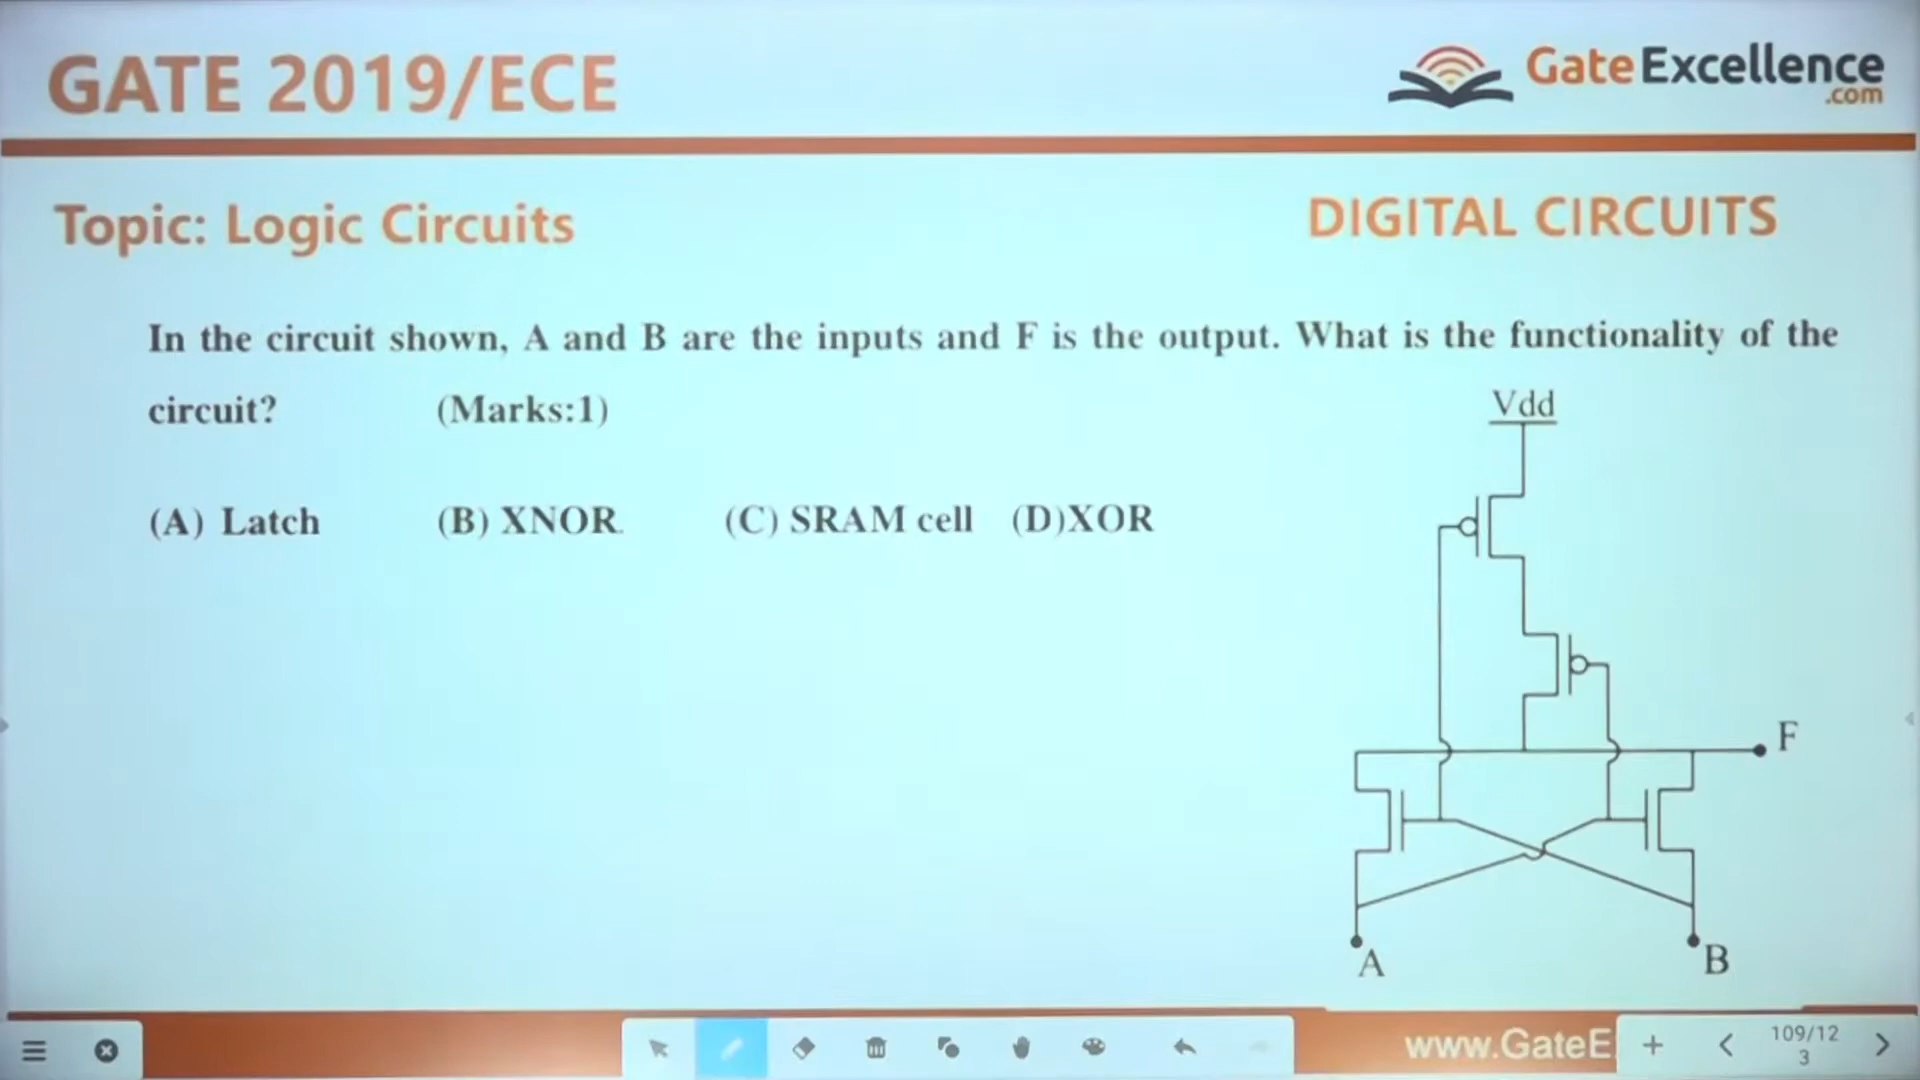 GATE 2019/ECE
GateExcellence
.com
Topic: Logic Circuits
DIGITAL CIRCUITS
In the circuit shown, A and B are the inputs and F is the output. What is the functionality of the
circuit? (Marks:1)
Vdd
(A) Latch (B) XNOR. (C) SRAM cell (D)XOR
F
A
B
www.GateE
109/12
3